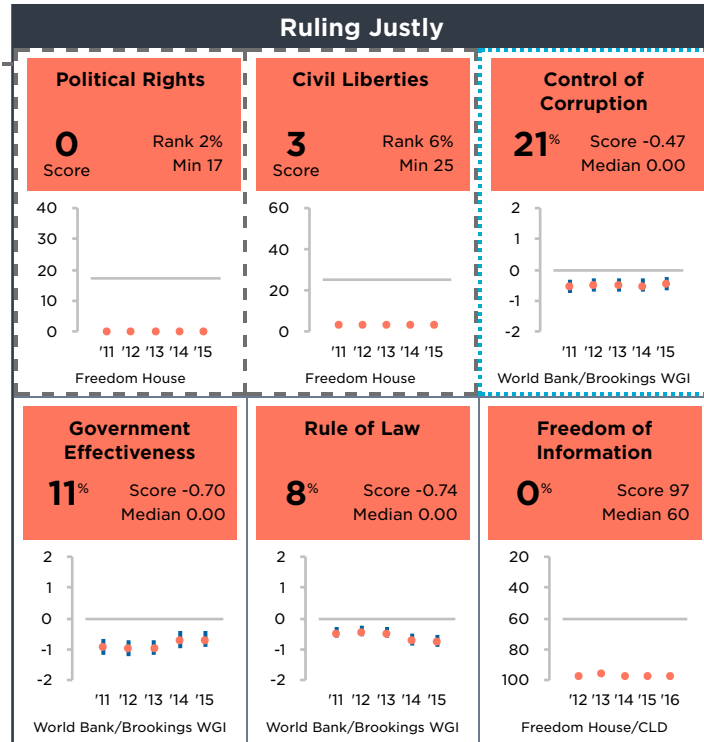 Ruling Justly
Political Rights
0
Score
Rank 2%
Min 17
40
30
20
10
0
'11 '12 '13 '14 '15
Freedom House
Civil Liberties
3
Score
Rank 6%
Min 25
60
40
20
0
'11 '12 '13 '14 '15
Freedom House
Control of
Corruption
21%
Score -0.47
Median 0.00
2
1
0
-1
-2
'11 '12 '13 '14 '15
World Bank/Brookings WGI
Government
Effectiveness
11%
Score -0.70
Median 0.00
2
1
0
-1
-2
'11 '12 '13 '14 '15
World Bank/Brookings WGI
Rule of Law
8%
Score -0.74
Median 0.00
2
1
0
-1
-2
'11 '12 '13 '14 '15
World Bank/Brookings WGI
Freedom of
Information
0%
Score 97
Median 60
20
40
60
80
100
'12 '13 '14 '15 '16
Freedom House/CLD